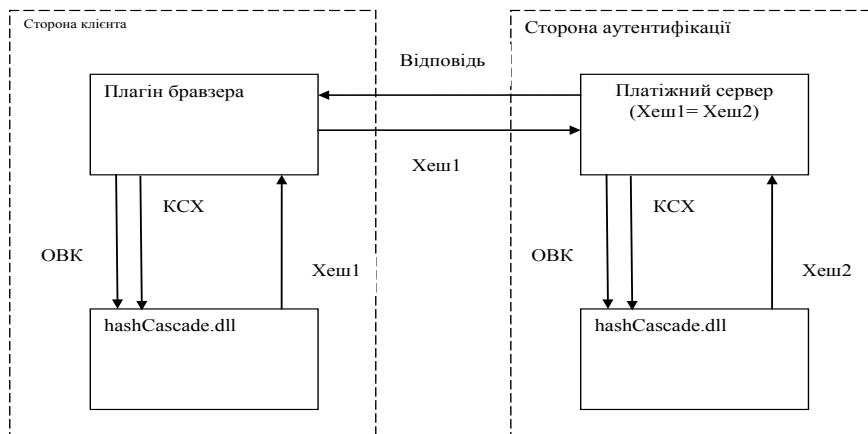 Сторона клієнта
Сторона аутентифікації
Відповідь
Плагін бравзера
Платіжний сервер
(Хеш1= Хеш2)
Хеш1
КСХ
КСХ
ОВК
Хеш1
ОВК
Хеш2
hashCascade.dll
hashCascade.dll